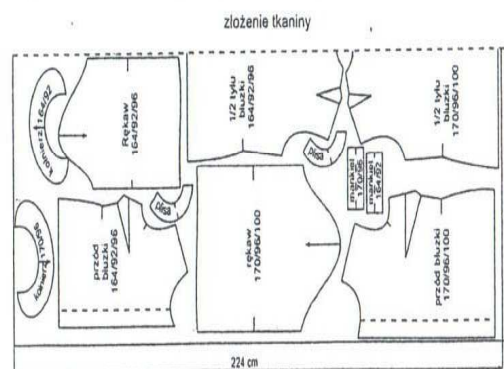 złożenie tkaniny
kołnierz 164/92
Rękaw
164/92/96
1/2 tyłu
bluzki
164/92/96
1/2 tyłu
bluzki
170/96/100
plisa
mankiet
170/96
mankiet
164/92
kołnierz 170/96
przód
bluzki
164/92/96
plisa
rękaw
170/96/100
przód bluzki
170/96/100
224 cm